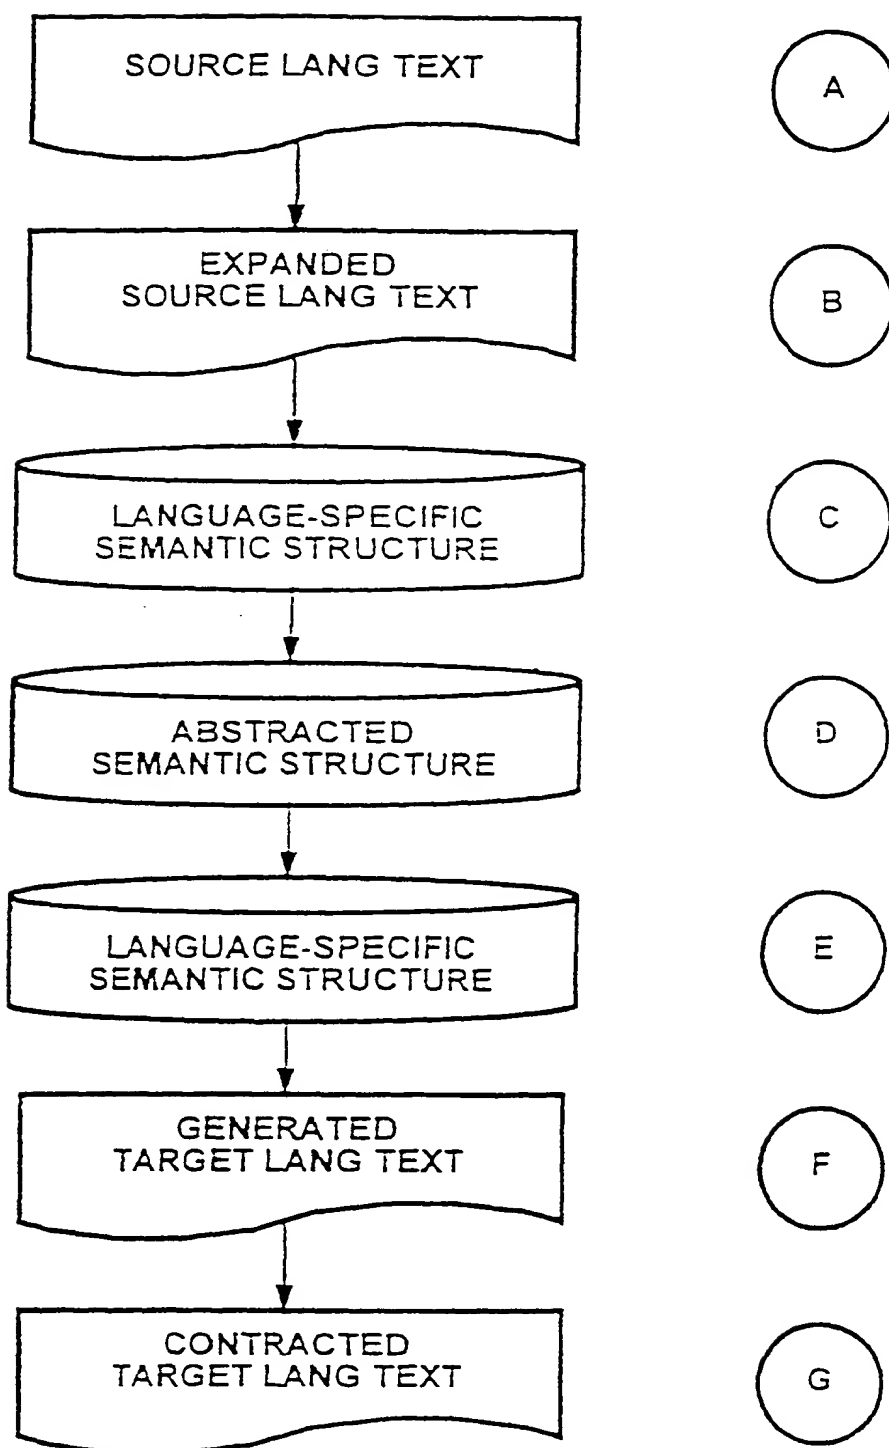 SOURCE LANG TEXT
A
EXPANDED
SOURCE LANG TEXT
B
LANGUAGE-SPECIFIC
SEMANTIC STRUCTURE
C
ABSTRACTED
SEMANTIC STRUCTURE
D
LANGUAGE-SPECIFIC
SEMANTIC STRUCTURE
E
GENERATED
TARGET LANG TEXT
F
CONTRACTED
TARGET LANG TEXT
G